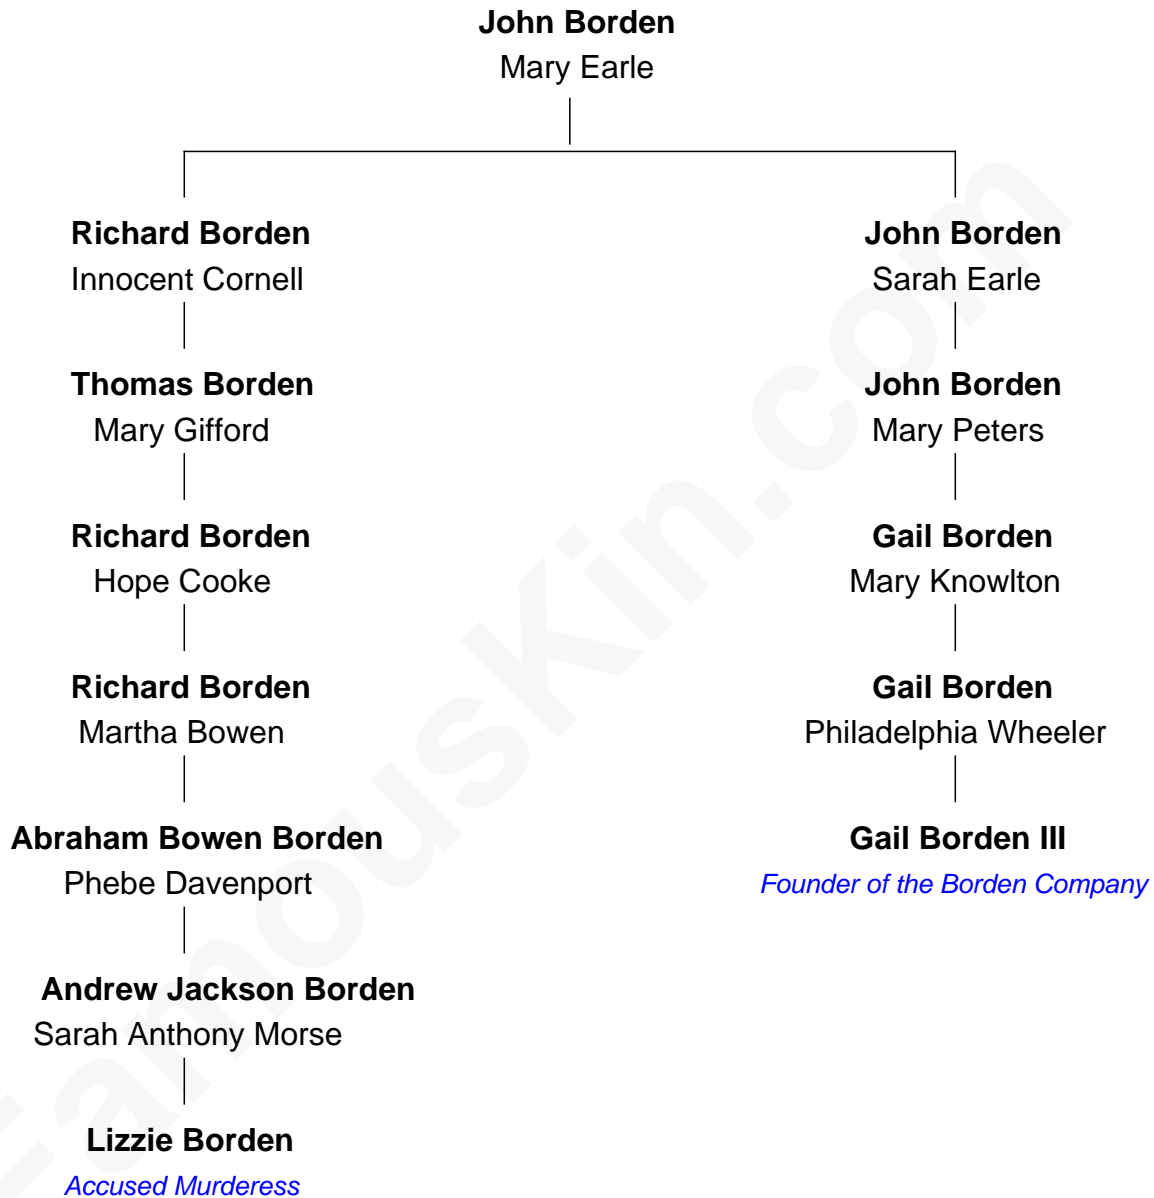 John Borden
Mary Earle
Richard Borden
Innocent Cornell
John Borden
Sarah Earle
Thomas Borden
Mary Gifford
John Borden
Mary Peters
Richard Borden
Hope Cooke
Gail Borden
Mary Knowlton
Richard Borden
Martha Bowen
Gail Borden
Philadelphia Wheeler
Abraham Bowen Borden
Phebe Davenport
Gail Borden III
Founder of the Borden Company
Andrew Jackson Borden
Sarah Anthony Morse
Lizzie Borden
Accused Murderess
FamousKin.com